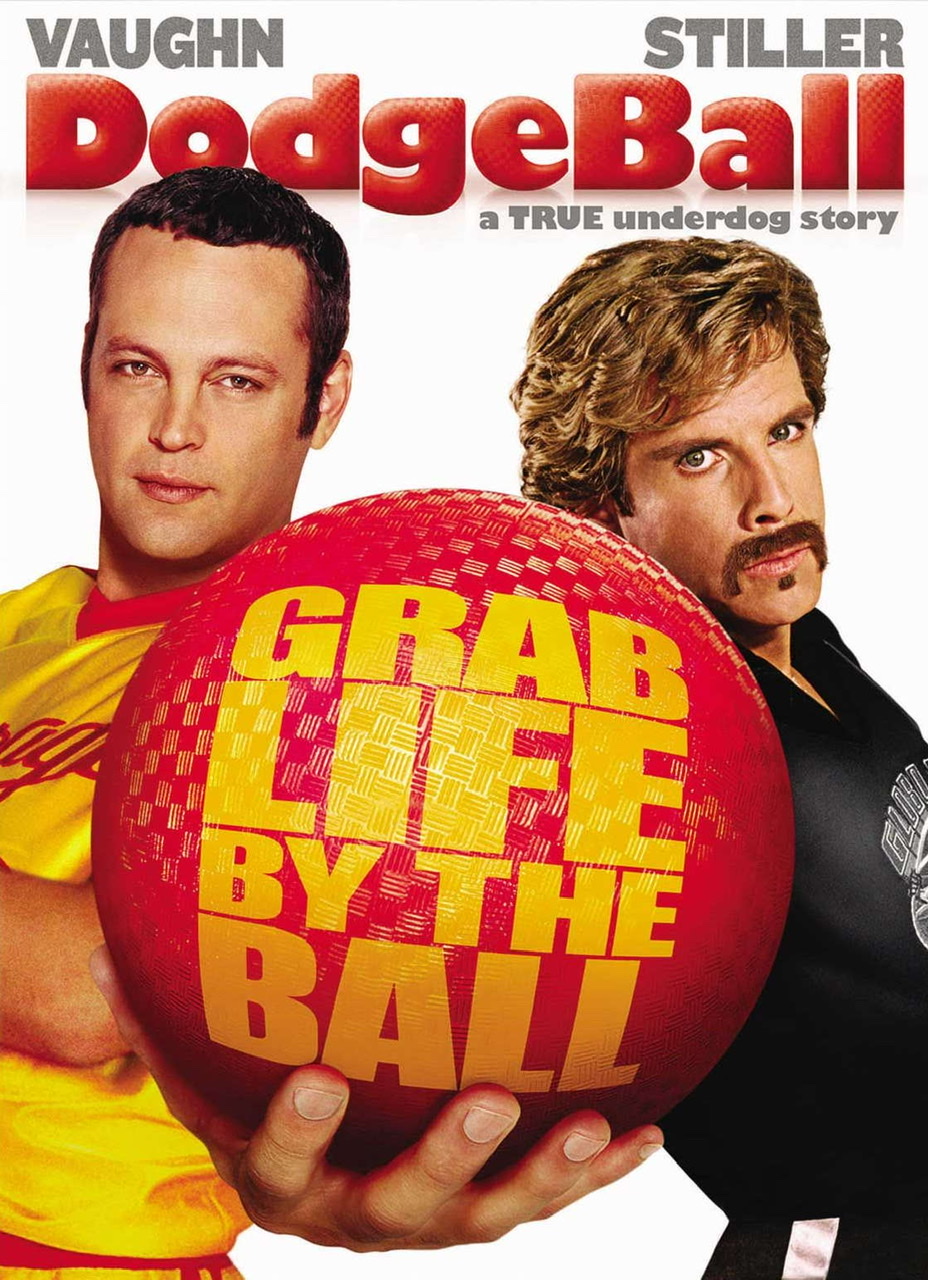 VAUGHN STILLER
DodgeBall
a TRUE underdog story
GRAB
LIFE
BY THE
BALL